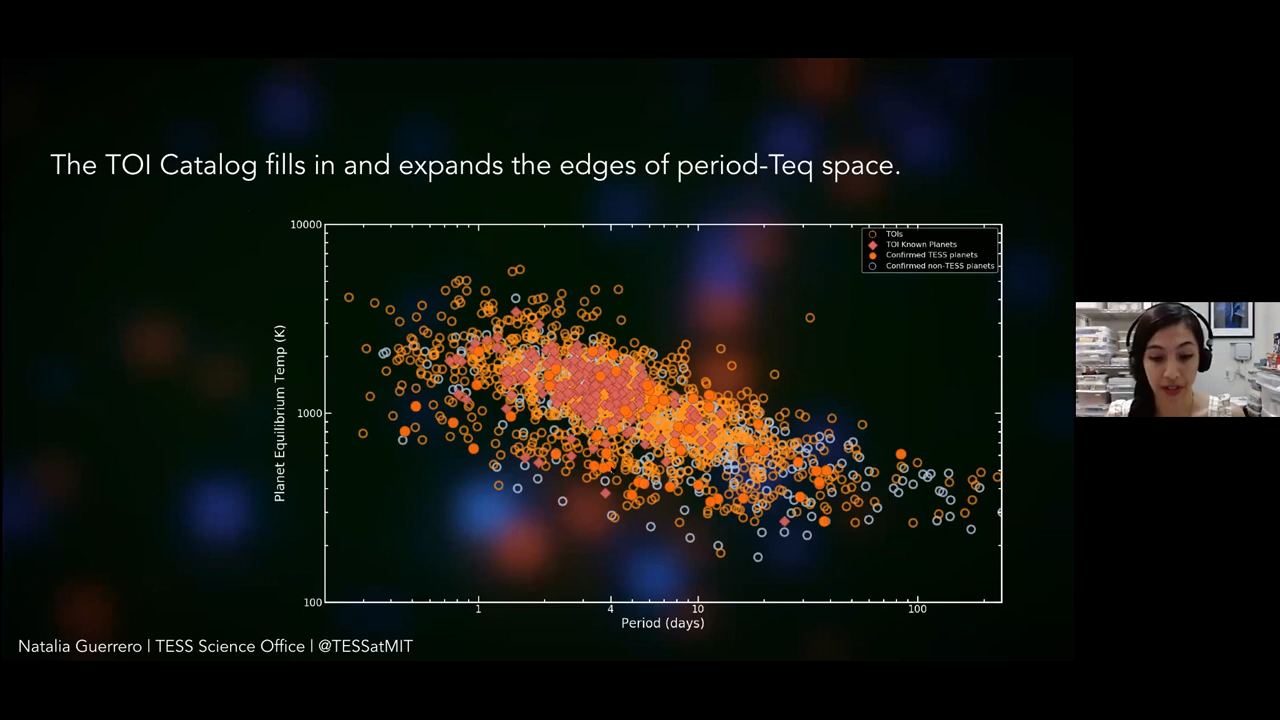 The TOI Catalog fills in and expands the edges of period-Teq space.
10000
TOIs
TOI Known Planets
Confirmed TESS planets
Confirmed non-TESS planets
Planet Equilibrium Temp (K)
1000
100
1 4 10 100
Period (days)
Natalia Guerrero | TESS Science Office | @TESSatMIT